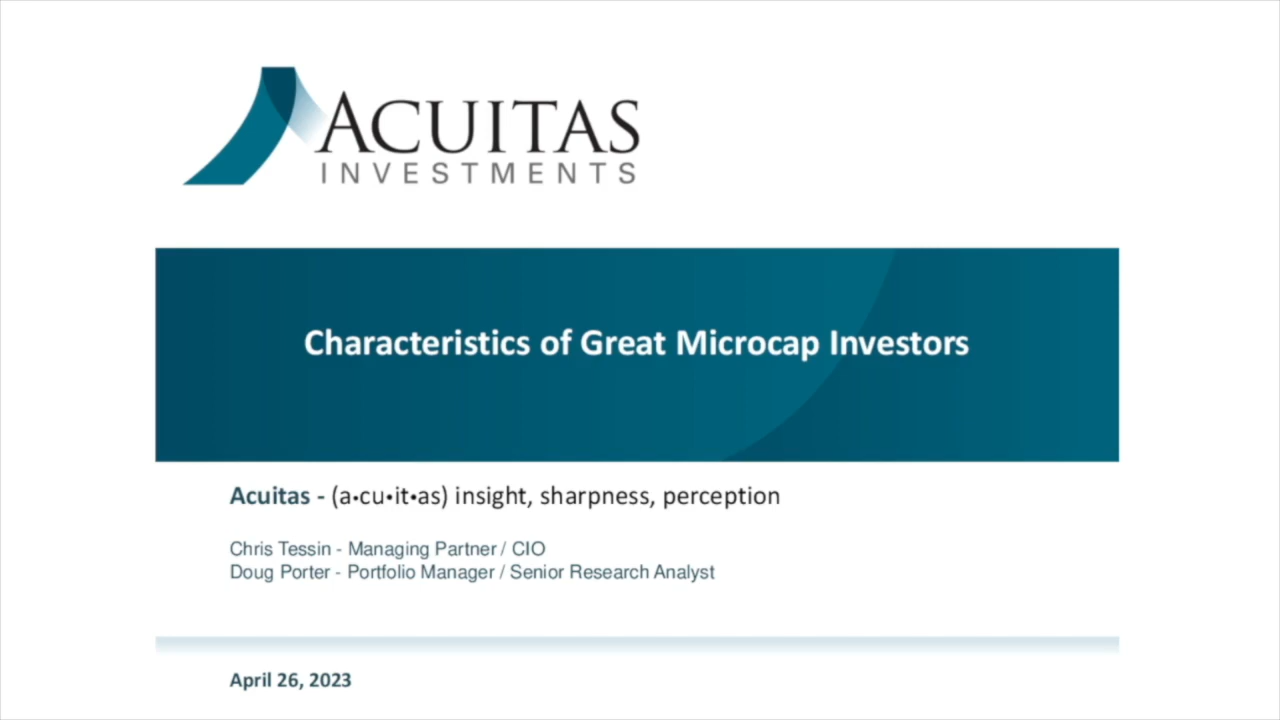 ACUITAS
INVESTMENTS
Characteristics of Great Microcap Investors
Acuitas - (a•cu•it•as) insight, sharpness, perception
Chris Tessin - Managing Partner / CIO
Doug Porter - Portfolio Manager / Senior Research Analyst
April 26, 2023